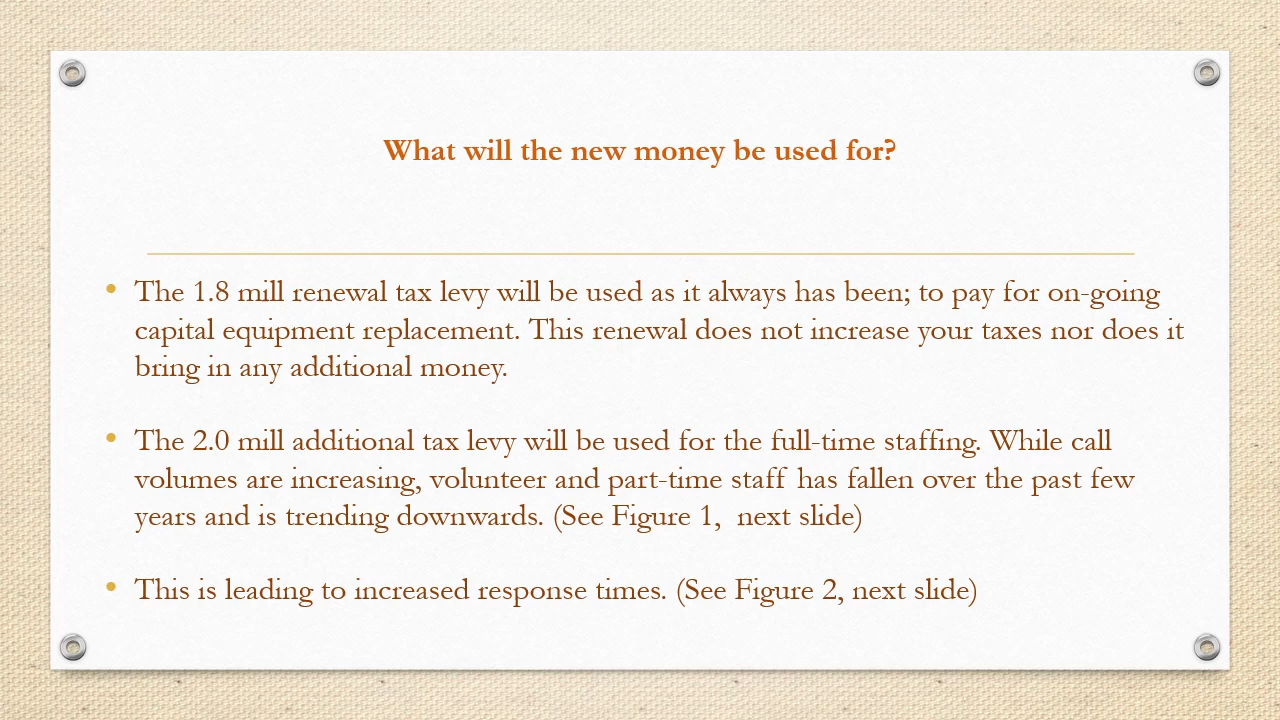 What will the new money be used for?
• The 1.8 mill renewal tax levy will be used as it always has been; to pay for on-going
capital equipment replacement. This renewal does not increase your taxes nor does it
bring in any additional money.
• The 2.0 mill additional tax levy will be used for the full-time staffing. While call
volumes are increasing, volunteer and part-time staff has fallen over the past few
years and is trending downwards. (See Figure 1, next slide)
• This is leading to increased response times. (See Figure 2, next slide)